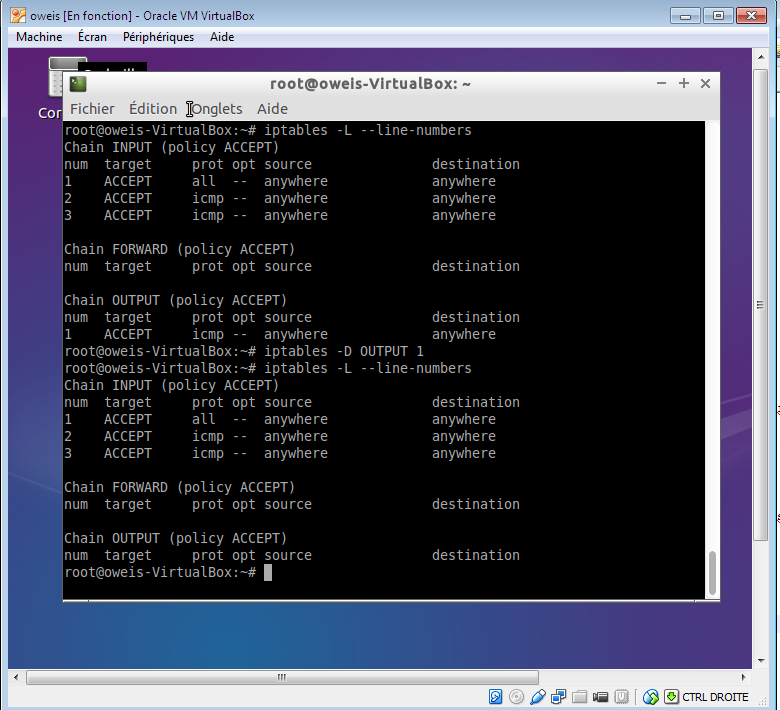 oweis [En fonction] - Oracle VM VirtualBox
Machine Écran Périphériques Aide
root@oweis-VirtualBox: ~
Cor
Fichier Édition Onglets Aide
root@oweis-VirtualBox:~# iptables -L --line-numbers
Chain INPUT (policy ACCEPT)
num target prot opt source destination
1 ACCEPT all -- anywhere anywhere
2 ACCEPT icmp -- anywhere anywhere
3 ACCEPT icmp -- anywhere anywhere
Chain FORWARD (policy ACCEPT)
num target prot opt source destination
Chain OUTPUT (policy ACCEPT)
num target prot opt source destination
1 ACCEPT icmp -- anywhere anywhere
root@oweis-VirtualBox:~# iptables -D OUTPUT 1
root@oweis-VirtualBox:~# iptables -L --line-numbers
Chain INPUT (policy ACCEPT)
num target prot opt source destination
1 ACCEPT all -- anywhere anywhere
2 ACCEPT icmp -- anywhere anywhere
3 ACCEPT icmp -- anywhere anywhere
Chain FORWARD (policy ACCEPT)
num target prot opt source destination
Chain OUTPUT (policy ACCEPT)
num target prot opt source destination
root@oweis-VirtualBox:~#
CTRL DROITE